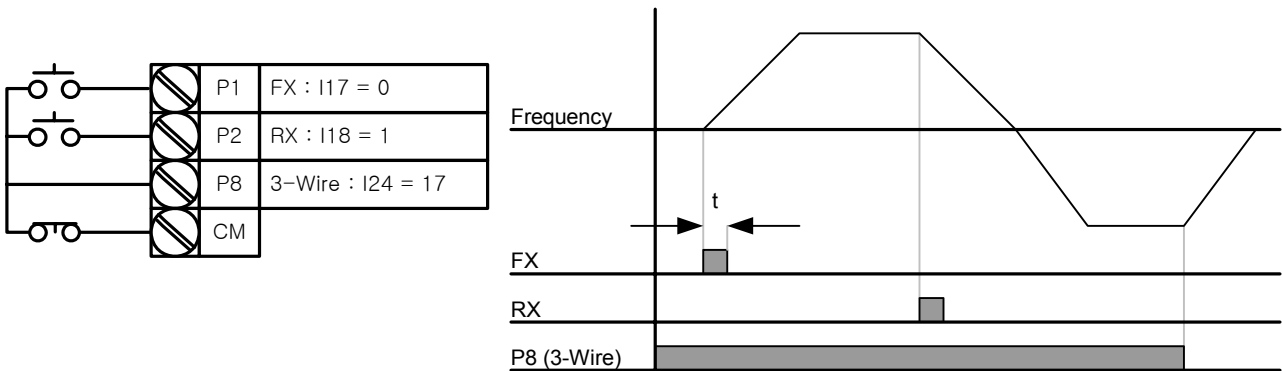 P1 FX : I17 = 0
P2 RX : I18 = 1
P8 3-Wire : I24 = 17
CM
Frequency
t
FX
RX
P8 (3-Wire)